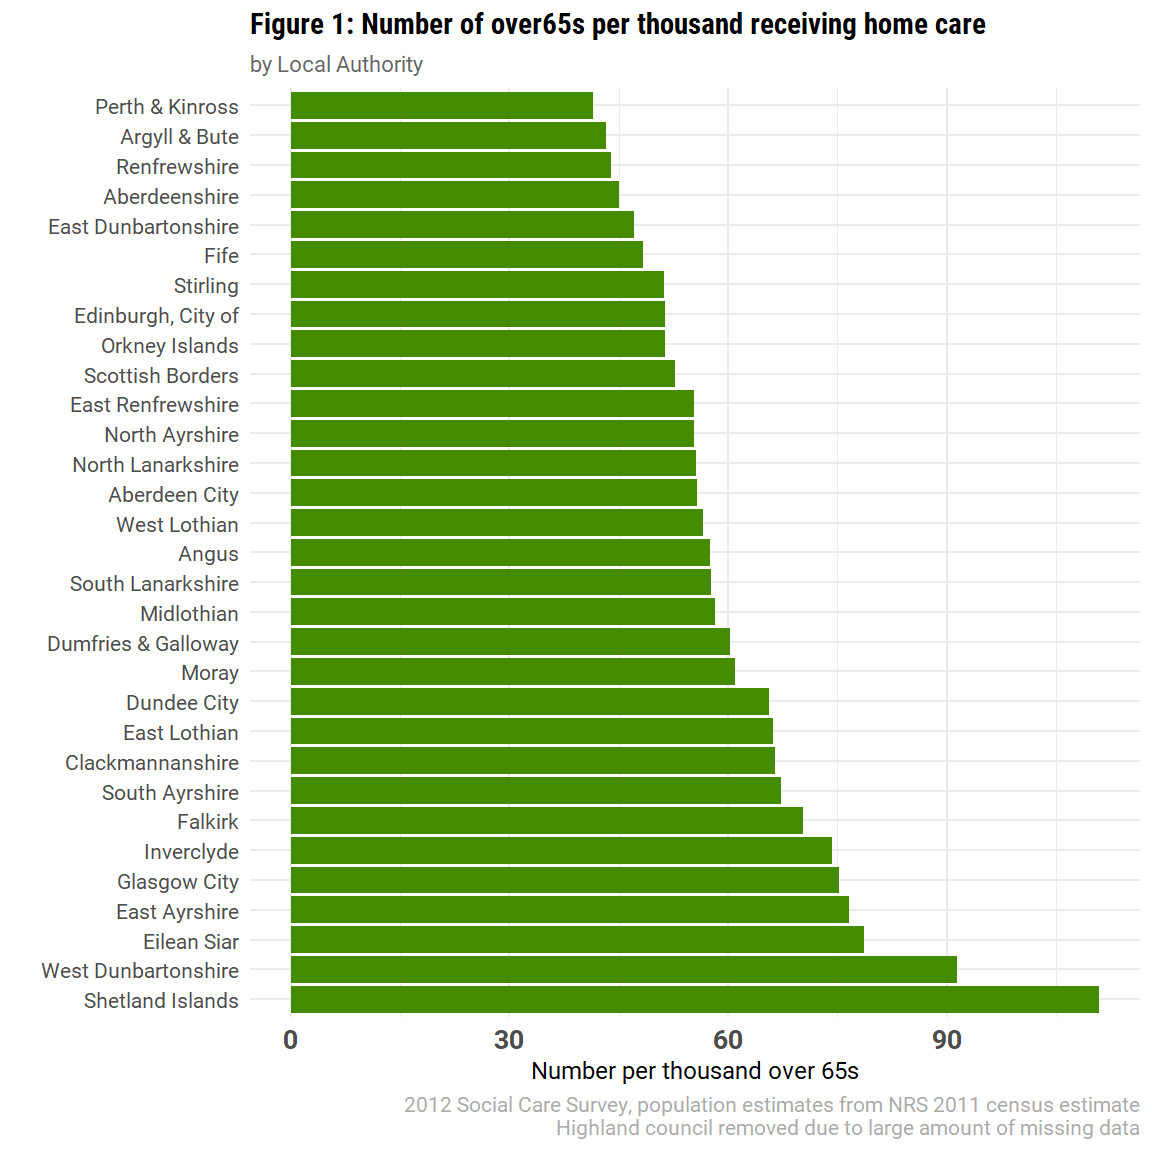 Figure 1: Number of over65s per thousand receiving home care
by Local Authority
Perth & Kinross
Argyll & Bute
Renfrewshire
Aberdeenshire
East Dunbartonshire
Fife
Stirling
Edinburgh, City of
Orkney Islands
Scottish Borders
East Renfrewshire
North Ayrshire
North Lanarkshire
Aberdeen City
West Lothian
Angus
South Lanarkshire
Midlothian
Dumfries & Galloway
Moray
Dundee City
East Lothian
Clackmannanshire
South Ayrshire
Falkirk
Inverclyde
Glasgow City
East Ayrshire
Eilean Siar
West Dunbartonshire
Shetland Islands
0 30 60 90
Number per thousand over 65s
2012 Social Care Survey, population estimates from NRS 2011 census estimate
Highland council removed due to large amount of missing data